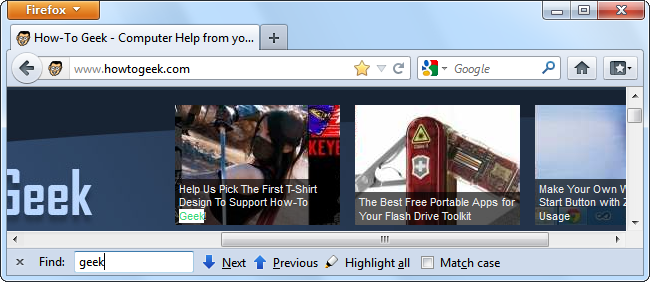 Firefox
How-To Geek - Computer Help from yo...
www.howtogeek.com
Google
Geek
KEYE
Help Us Pick The First T-Shirt
Design To Support How-To
Geek
The Best Free Portable Apps for
Your Flash Drive Toolkit
Make Your Own W
Start Button with Z
Usage
Find:
geek
Next
Previous
Highlight all
Match case